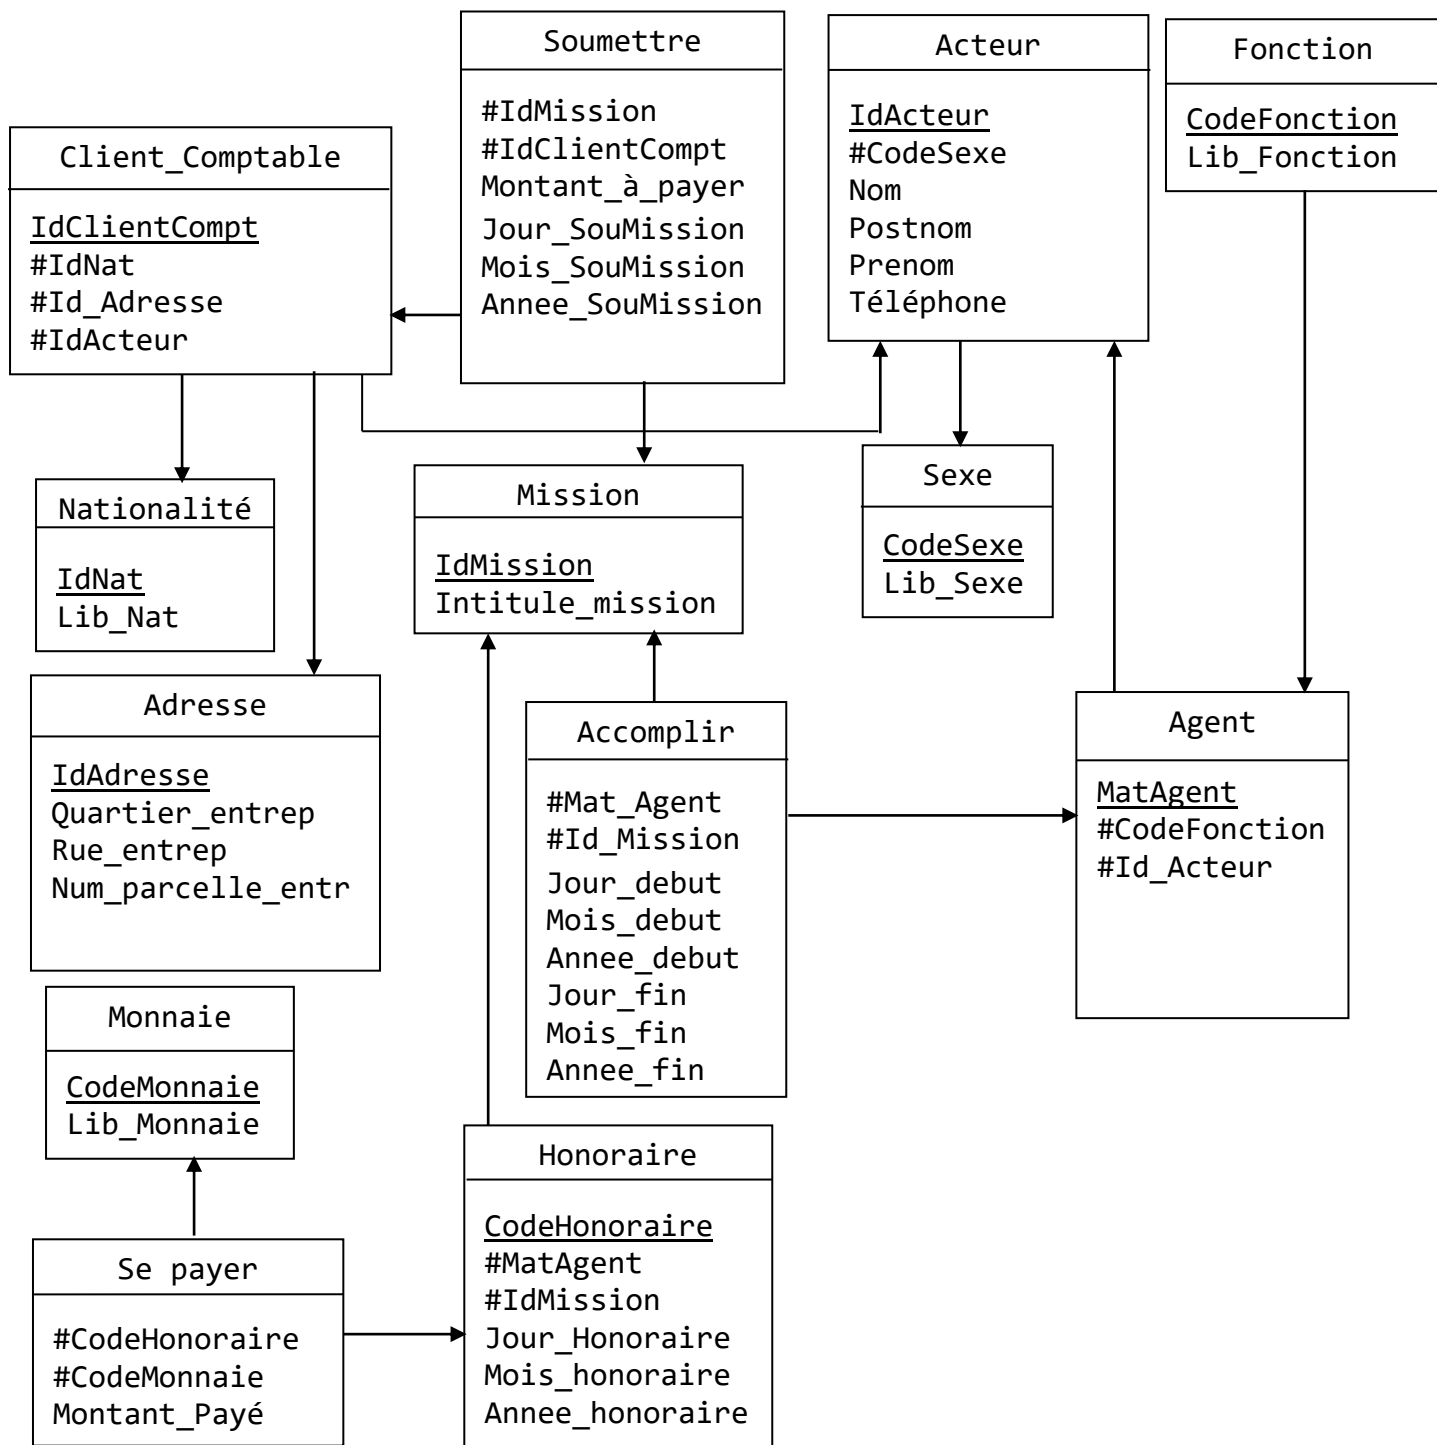 Soumettre
#IdMission
#IdClientCompt
Montant_à_payer
Jour_SouMission
Mois_SouMission
Annee_SouMission
Acteur
IdActeur
#CodeSexe
Nom
Postnom
Prenom
Téléphone
Fonction
CodeFonction
Lib_Fonction
Client_Comptable
IdClientCompt
#IdNat
#Id_Adresse
#IdActeur
Nationalité
IdNat
Lib_Nat
Mission
IdMission
Intitule_mission
Sexe
CodeSexe
Lib_Sexe
Adresse
IdAdresse
Quartier_entrep
Rue_entrep
Num_parcelle_entr
Accomplir
#Mat_Agent
#Id_Mission
Jour_debut
Mois_debut
Annee_debut
Jour_fin
Mois_fin
Annee_fin
Agent
MatAgent
#CodeFonction
#Id_Acteur
Monnaie
CodeMonnaie
Lib_Monnaie
Honoraire
CodeHonoraire
#MatAgent
#IdMission
Jour_Honoraire
Mois_honoraire
Annee_honoraire
Se payer
#CodeHonoraire
#CodeMonnaie
Montant_Payé